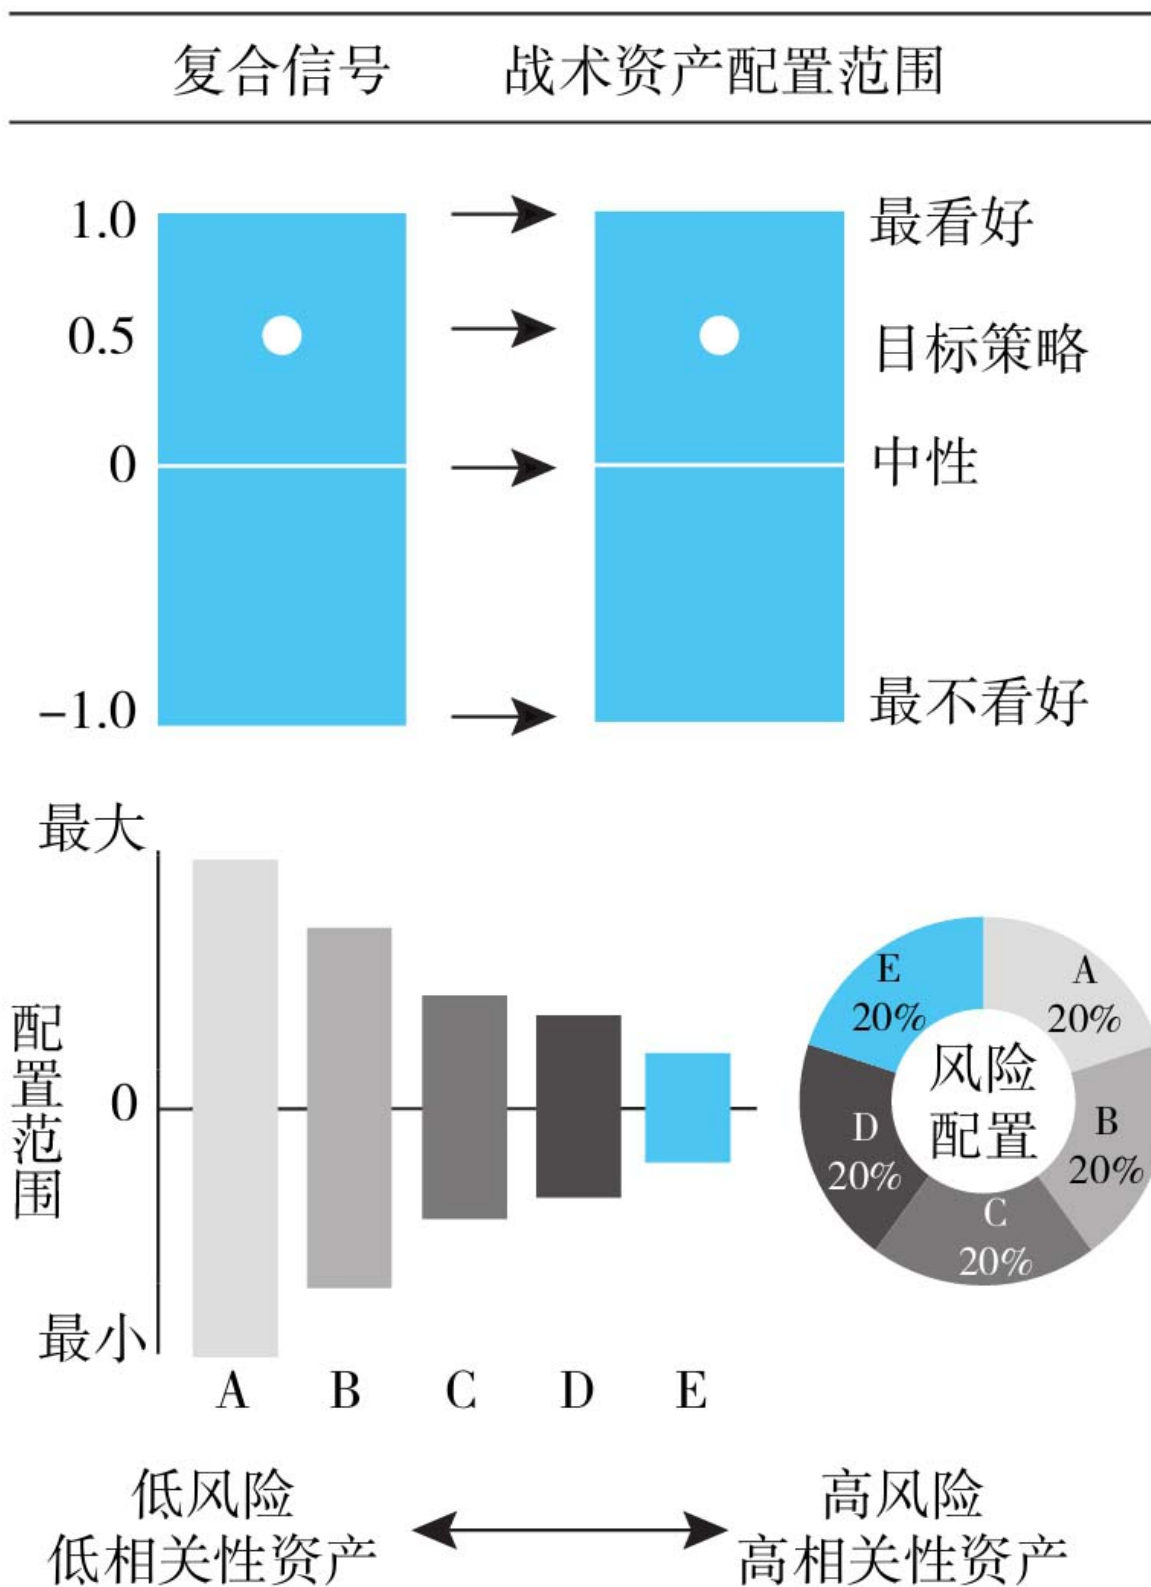 复合信号 战术资产配置范围
1.0 最看好
0.5 目标策略
0 中性
-1.0 最不看好
最大
配置范围
0
最小
A B C D E
E
20%
A
20%
风险
配置
D
20%
B
20%
C
20%
低风险
低相关性资产
高风险
高相关性资产